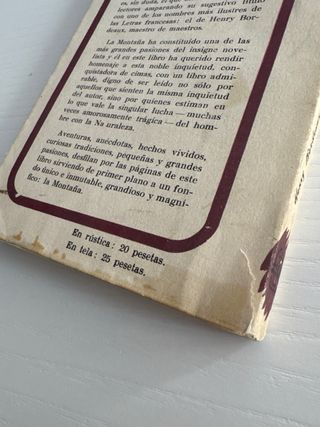 es, sin duda, el que
lectores amparando su sugestivo título
con uno de los nombres más ilustres de
las Letras francesas: el de Henry Bor-
deaux, maestro de maestros.
La Montaña ha constituído una de las
más grandes pasiones del insigne nove-
lista y él en este libro ha querido rendir
homenaje a esta noble inquietud, con-
quistadora de cimas, con un libro admi-
rable, digno de ser leído no sólo por
aquellos que sienten la misma inquietud
del autor, sino por quienes estiman en
lo que vale la singular lucha — muchas
veces amorosamente trágica — del hom-
bre con la Na uraleza.
Aventuras, anécdotas, hechos vividos,
curiosas tradiciones, pequeñas y grandes
pasiones, desfilan por las páginas de este
libro sirviendo de primer plano a un fon-
do único e inmutable, grandioso y magní-
fico: la Montaña.
En rústica: 20 pesetas.
En tela: 25 pesetas.